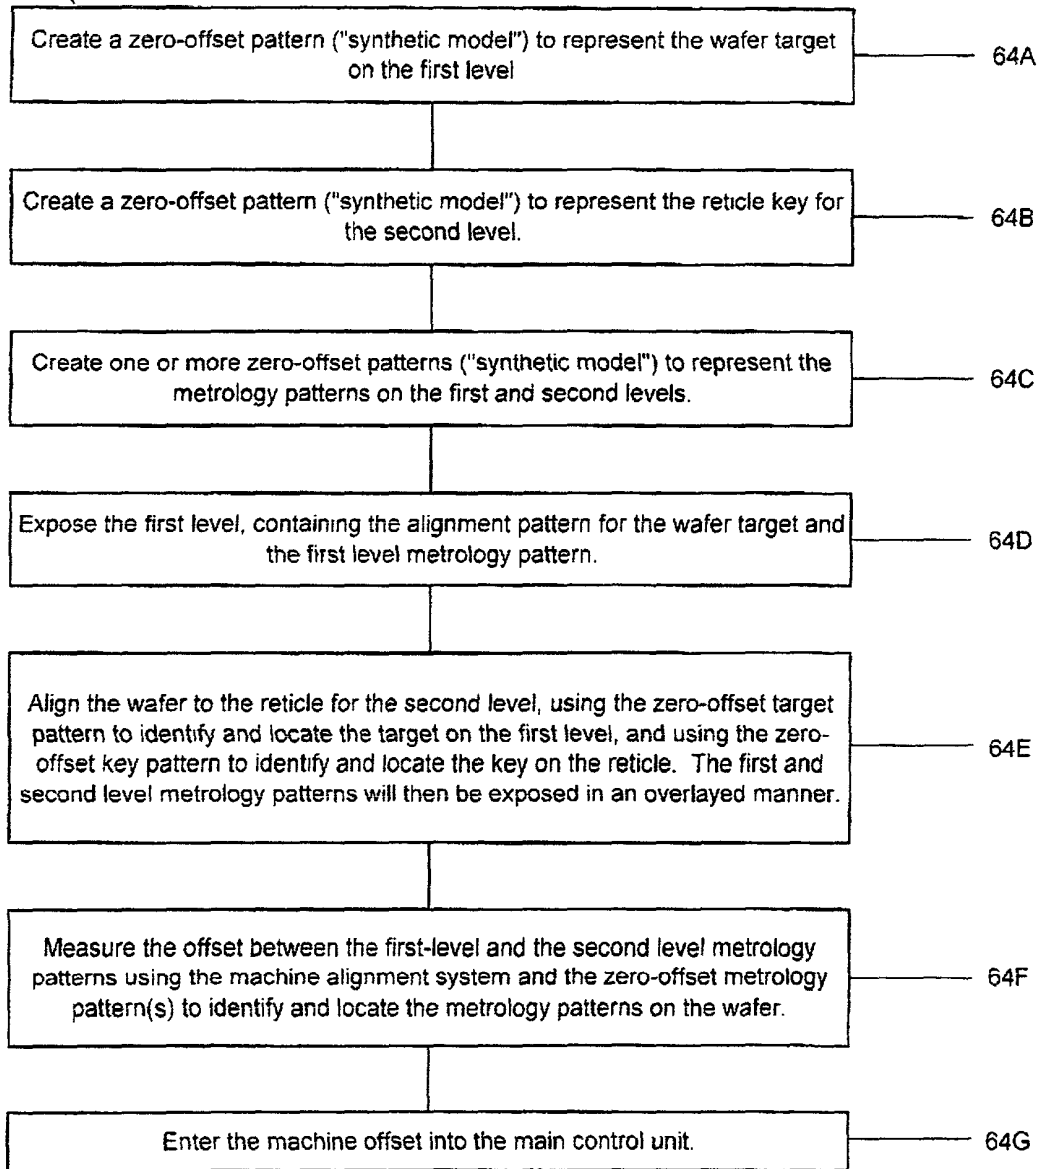 Create a zero-offset pattern ("synthetic model") to represent the wafer target
on the first level
64A
Create a zero-offset pattern ("synthetic model") to represent the reticle key for
the second level.
64B
Create one or more zero-offset patterns ("synthetic model") to represent the
metrology patterns on the first and second levels.
64C
Expose the first level, containing the alignment pattern for the wafer target and
the first level metrology pattern.
64D
Align the wafer to the reticle for the second level, using the zero-offset target
pattern to identify and locate the target on the first level, and using the zero-
offset key pattern to identify and locate the key on the reticle. The first and
second level metrology patterns will then be exposed in an overlayed manner.
64E
Measure the offset between the first-level and the second level metrology
patterns using the machine alignment system and the zero-offset metrology
pattern(s) to identify and locate the metrology patterns on the wafer.
64F
Enter the machine offset into the main control unit.
64G